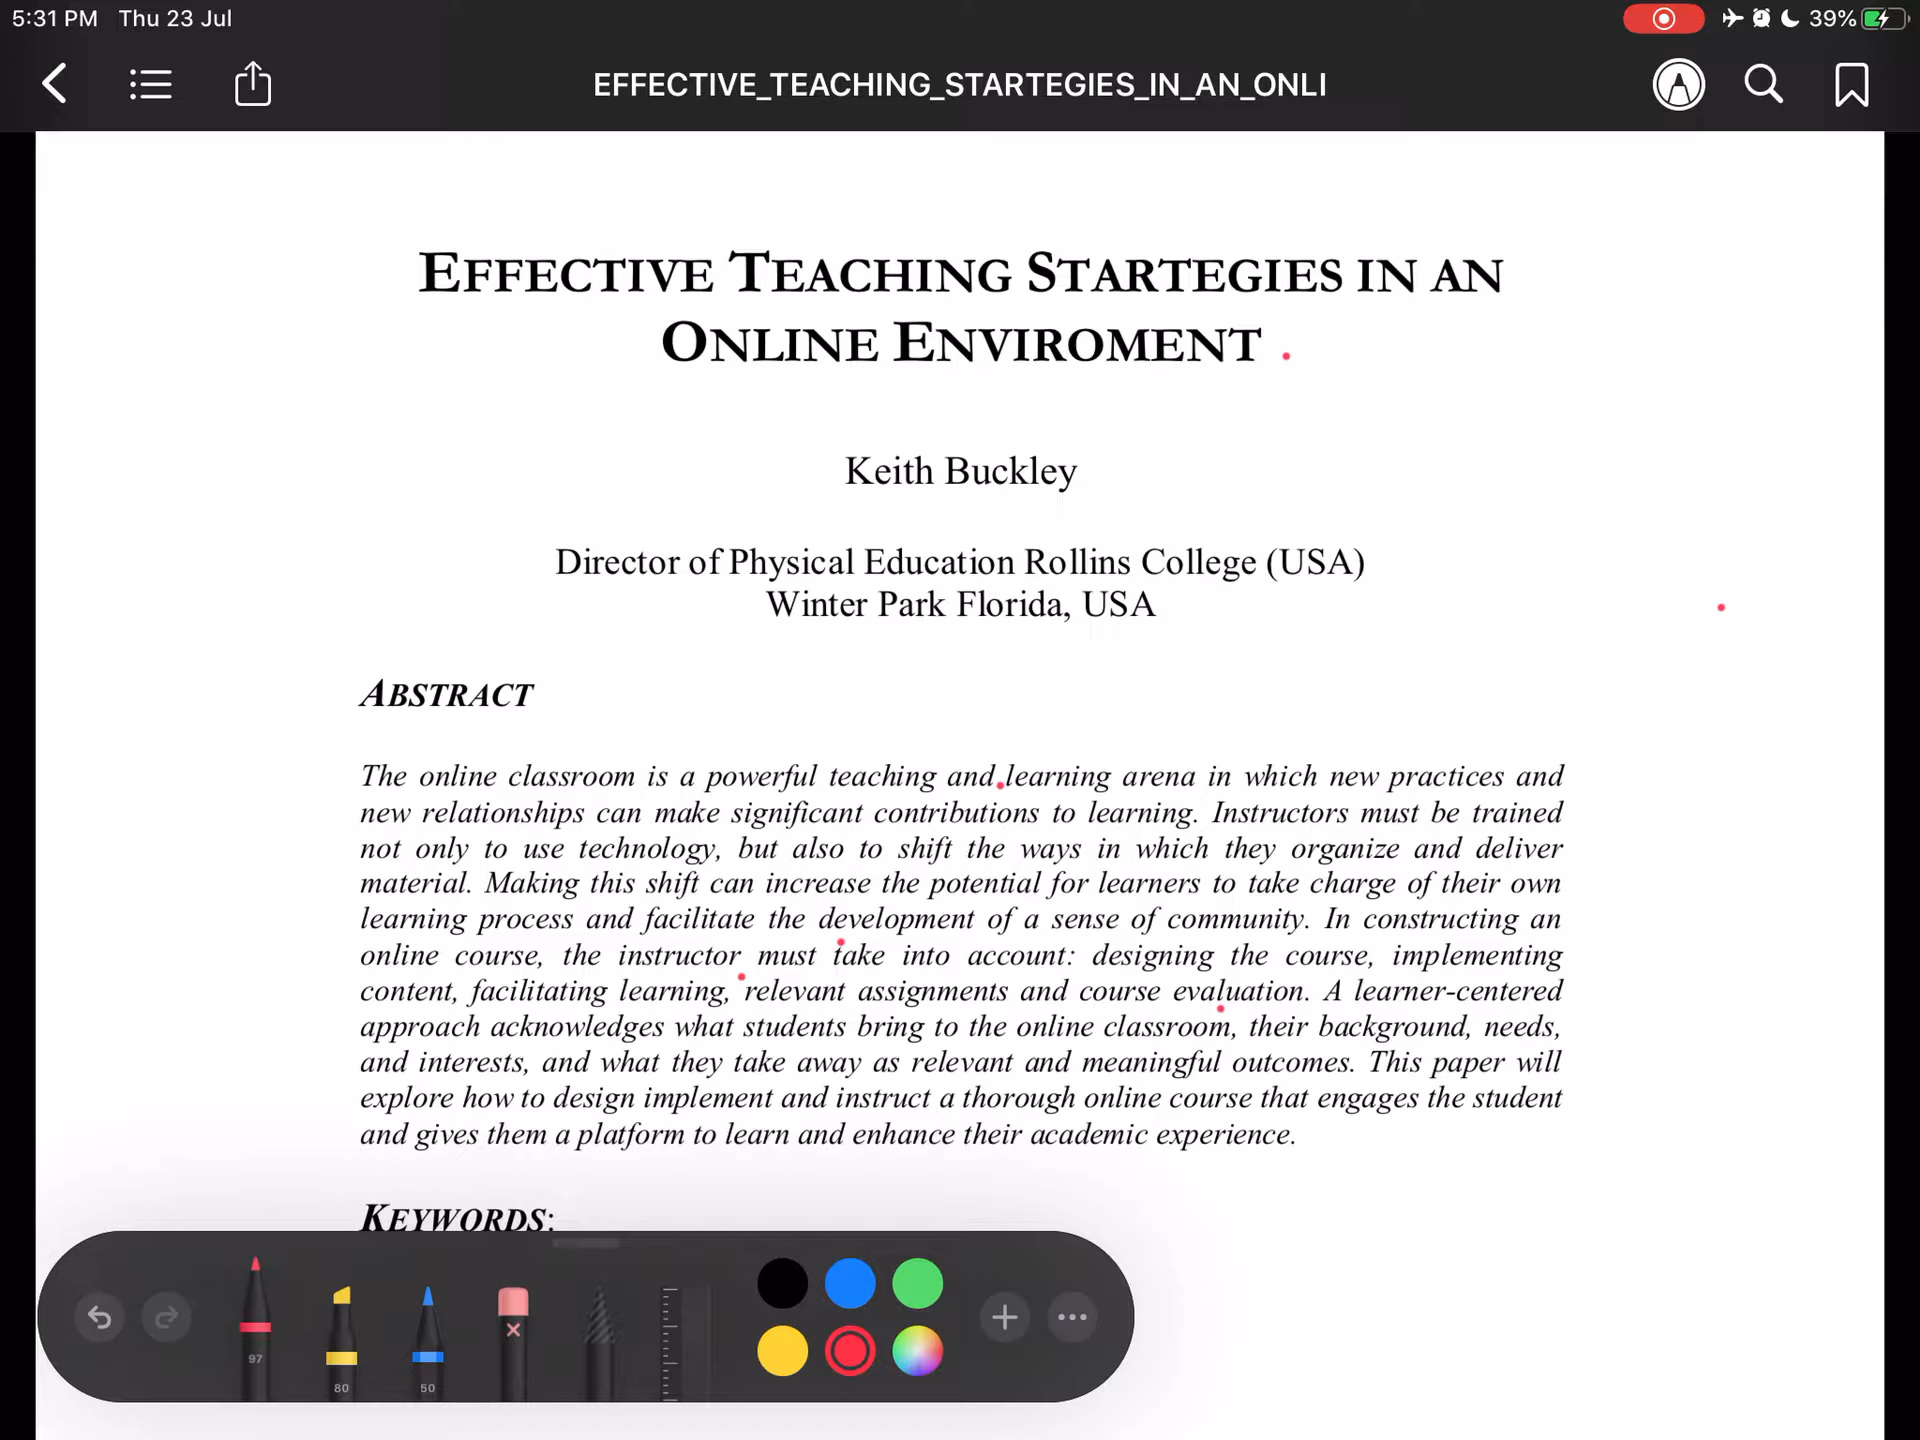 5:31 PM Thu 23 Jul 39%
EFFECTIVE_TEACHING_STARTEGIES_IN_AN_ONLI
EFFECTIVE TEACHING STARTEGIES IN AN
ONLINE ENVIROMENT
Keith Buckley
Director of Physical Education Rollins College (USA)
Winter Park Florida, USA
ABSTRACT
The online classroom is a powerful teaching and learning arena in which new practices and
new relationships can make significant contributions to learning. Instructors must be trained
not only to use technology, but also to shift the ways in which they organize and deliver
material. Making this shift can increase the potential for learners to take charge of their own
learning process and facilitate the development of a sense of community. In constructing an
online course, the instructor must take into account: designing the course, implementing
content, facilitating learning, relevant assignments and course evaluation. A learner-centered
approach acknowledges what students bring to the online classroom, their background, needs,
and interests, and what they take away as relevant and meaningful outcomes. This paper will
explore how to design implement and instruct a thorough online course that engages the student
and gives them a platform to learn and enhance their academic experience.
KEYWORDS:
97
80
50